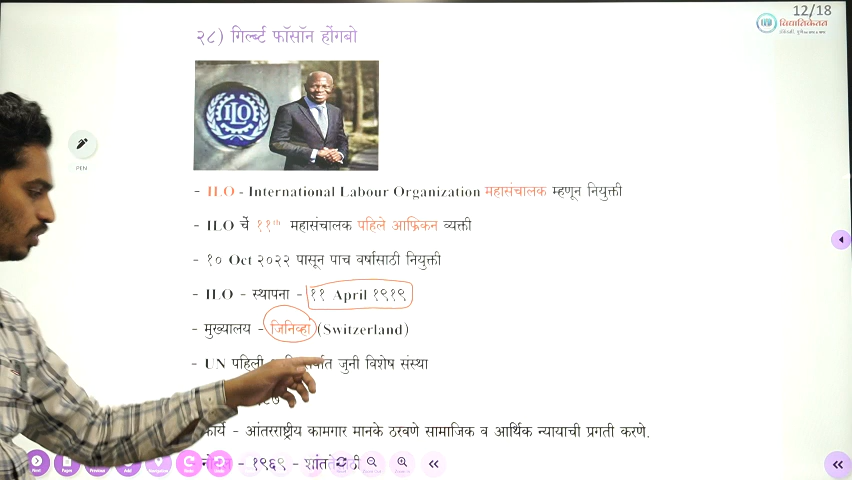 12/18
२८) गिल्बर्ट फॉसॉन होंगबो
ILO
PEN
- ILO - International Labour Organization महासंचालक म्हणून नियुक्ती
- ILO चे ११th महासंचालक पहिले आफ्रिकन व्यक्ती
- १० Oct २०२२ पासून पाच वर्षासाठी नियुक्ती
- ILO - स्थापना - ११ April १९१९
- मुख्यालय - जिनिव्हा (Switzerland)
- UN पहिली जुनी विशेष संस्था
कार्य - आंतरराष्ट्रीय कामगार मानके ठरवणे सामाजिक व आर्थिक न्यायाची प्रगती करणे.
- १९६९ -